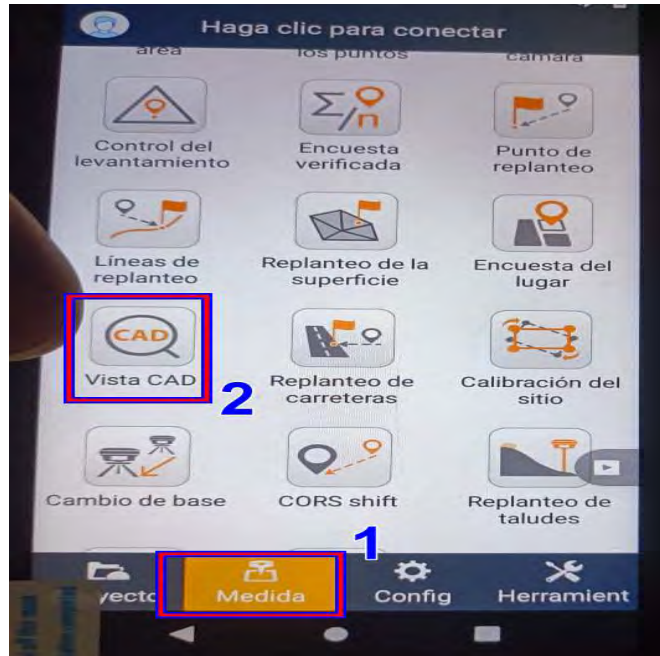 Haga clic para conectar
área
los puntos
cámara
Control del
levantamiento
Encuesta
verificada
Punto de
replanteo
Líneas de
replanteo
Replanteo de la
superficie
Encuesta del
lugar
CAD
Vista CAD
2
Replanteo de
carreteras
Calibración del
sitio
Cambio de base
CORS shift
Replanteo de
taludes
1
yecto
Medida
Config
Herramient